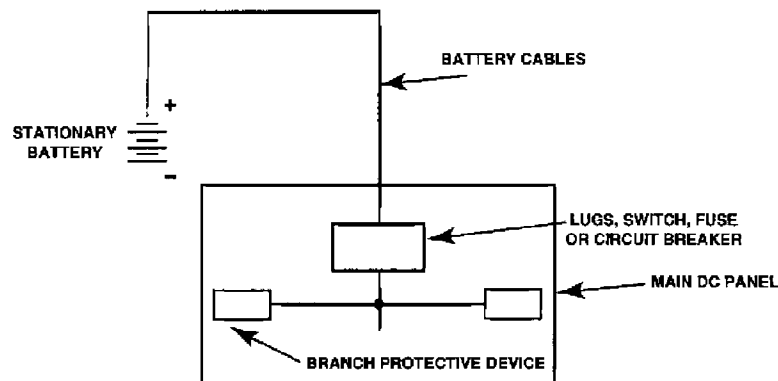 BATTERY CABLES
+
STATIONARY
BATTERY
-
LUGS, SWITCH, FUSE
OR CIRCUIT BREAKER
MAIN DC PANEL
BRANCH PROTECTIVE DEVICE